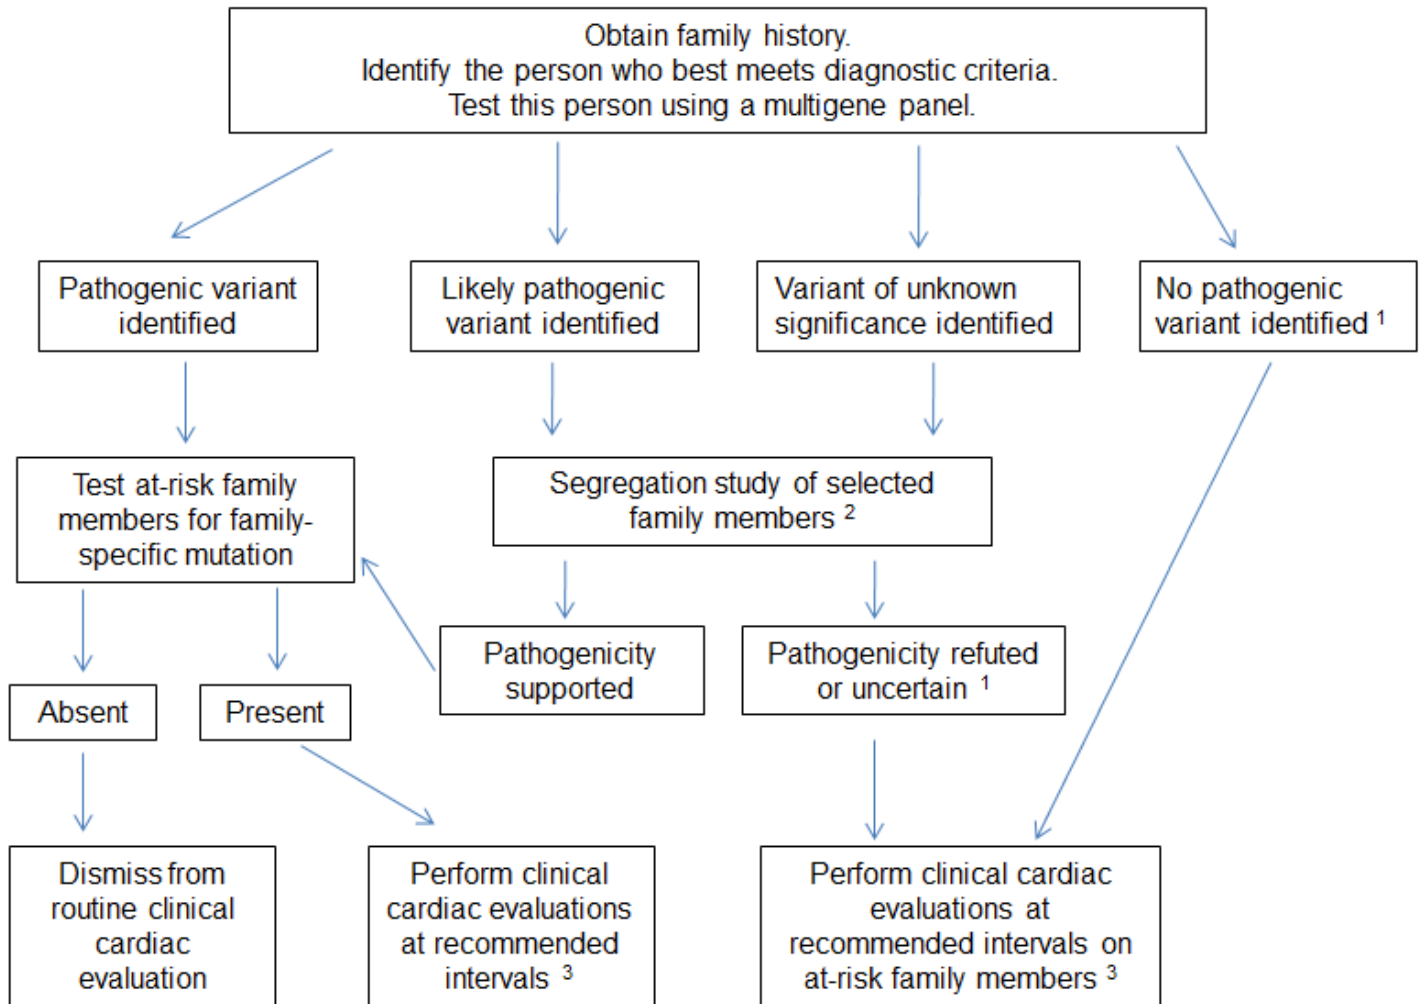 Obtain family history.
Identify the person who best meets diagnostic criteria.
Test this person using a multigene panel.
Pathogenic variant
identified
Likely pathogenic
variant identified
Variant of unknown
significance identified
No pathogenic
variant identified 1
Test at-risk family
members for family-
specific mutation
Segregation study of selected
family members 2
Pathogenicity
supported
Pathogenicity refuted
or uncertain 1
Absent
Present
Dismiss from
routine clinical
cardiac
evaluation
Perform clinical
cardiac evaluations
at recommended
intervals 3
Perform clinical cardiac
evaluations at
recommended intervals on
at-risk family members 3